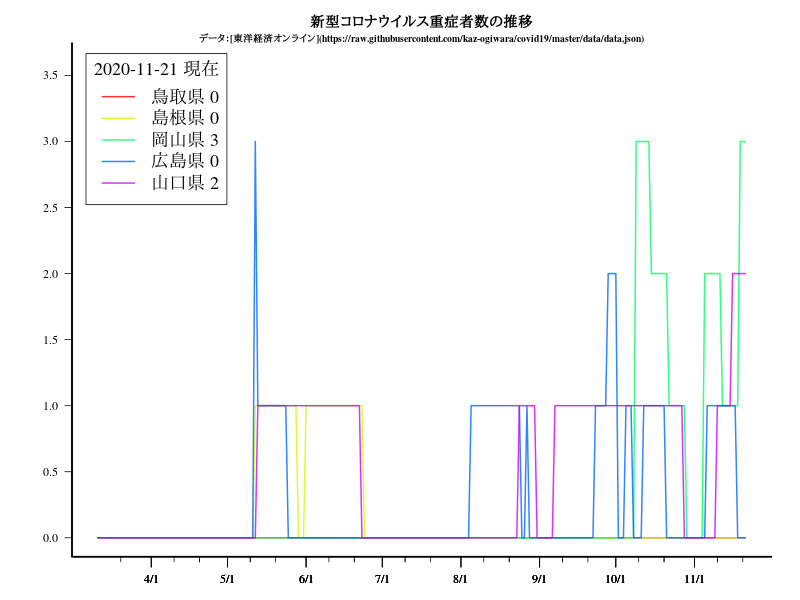 新型コロナウイルス重症者数の推移
データ:[東洋経済オンライン](https://raw.githubusercontent.com/kaz-ogiwara/covid19/master/data/data.json)
2020-11-21 現在
鳥取県 0
島根県 0
岡山県 3
広島県 0
山口県 2
3.5
3.0
2.5
2.0
1.5
1.0
0.5
0.0
4/1 5/1 6/1 7/1 8/1 9/1 10/1 11/1